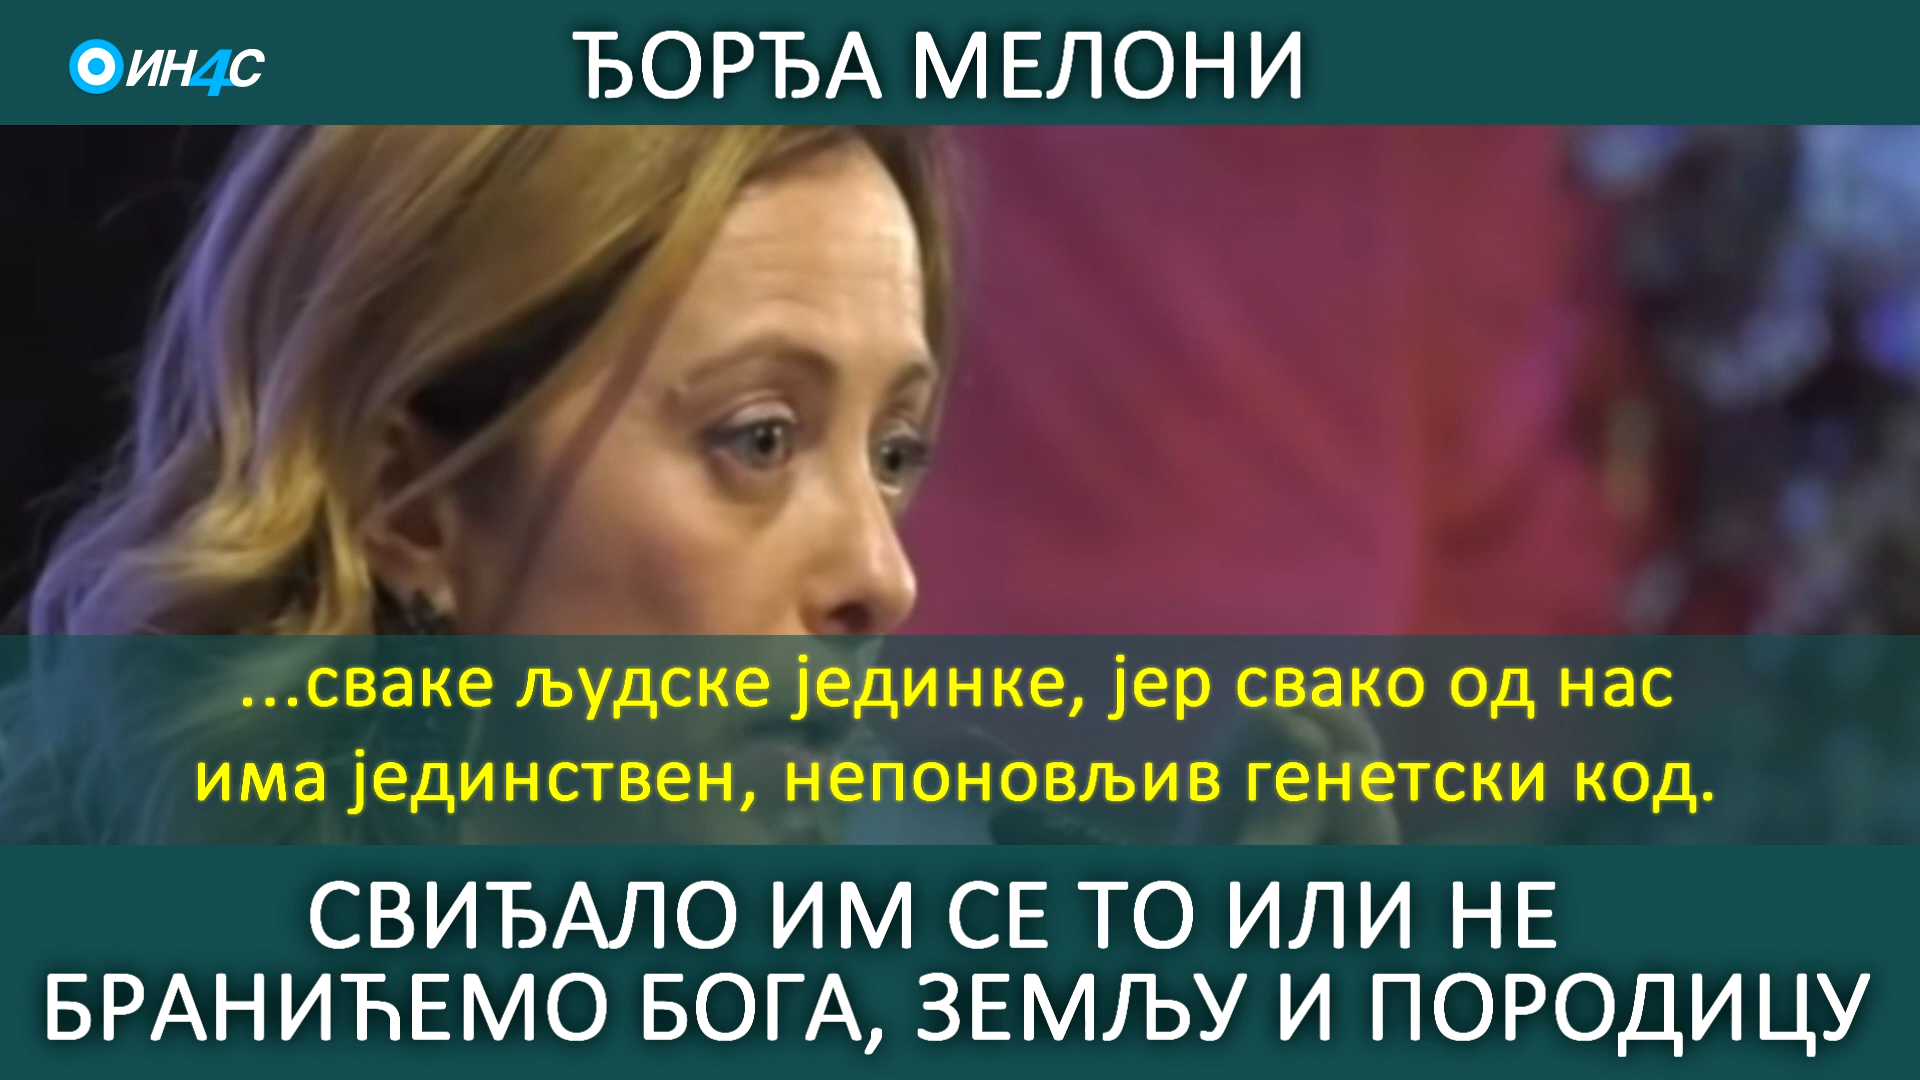 ИН4С
ЂОРЂА МЕЛОНИ
...сваке људске јединке, јер свако од нас
има јединствен, непоновљив генетски код.
СВИЂАЛО ИМ СЕ ТО ИЛИ НЕ
БРАНИЋЕМО БОГА, ЗЕМЉУ И ПОРОДИЦУ